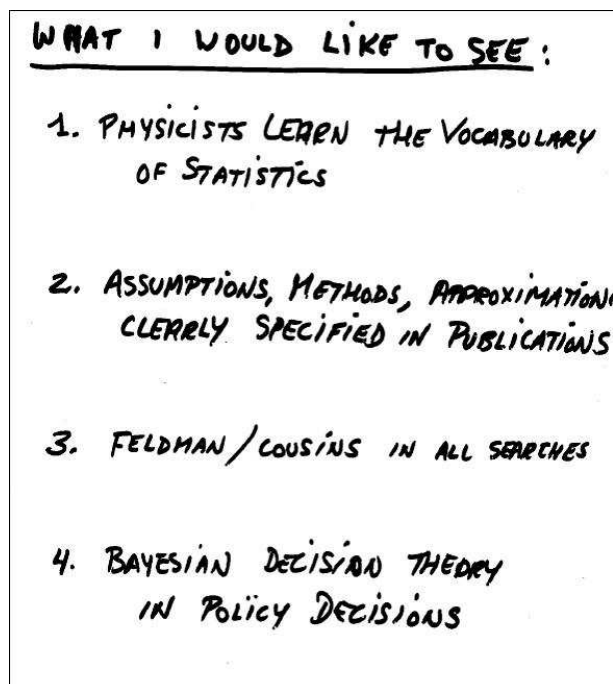 WHAT I WOULD LIKE TO SEE:
1. PHYSICISTS LEARN THE VOCABULARY
OF STATISTICS
2. ASSUMPTIONS, METHODS, APPROXIMATION
CLEARLY SPECIFIED IN PUBLICATIONS
3. FELDMAN/COUSINS IN ALL SEARCHES
4. BAYESIAN DECISION THEORY
IN POLICY DECISIONS